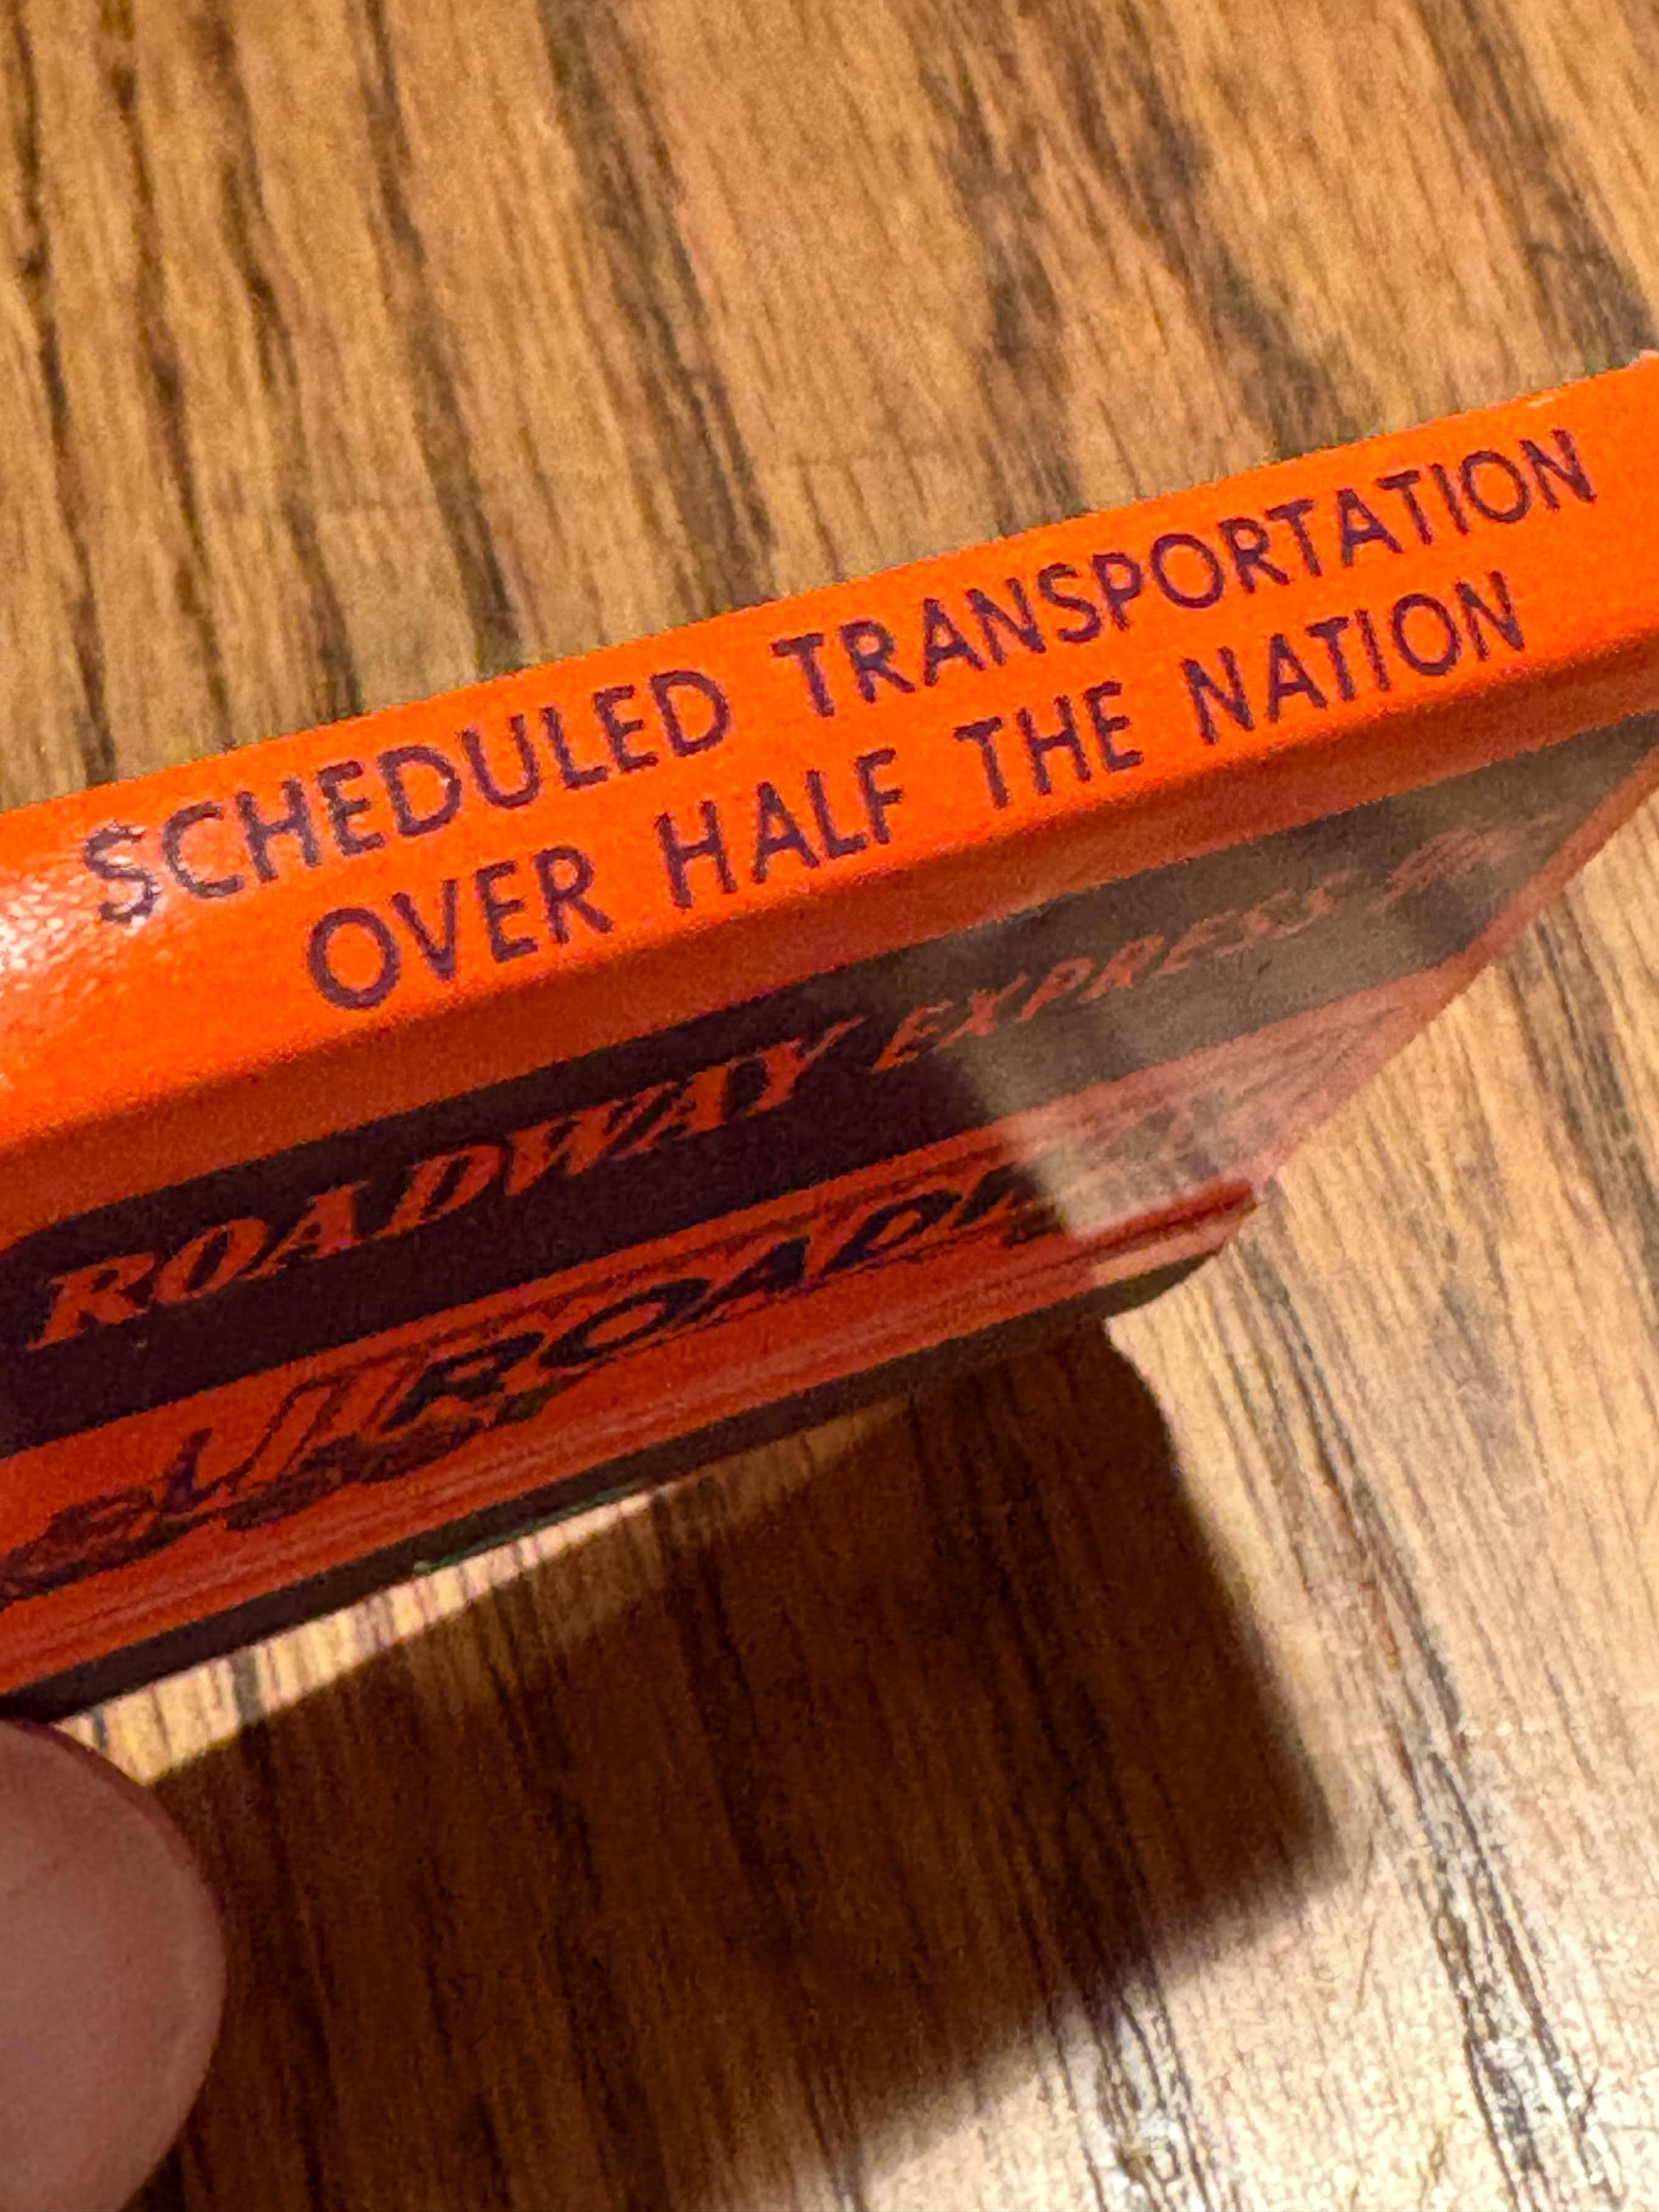 SCHEDULED TRANSPORTATION
OVER HALF THE NATION
ROADWAY EXPRESS